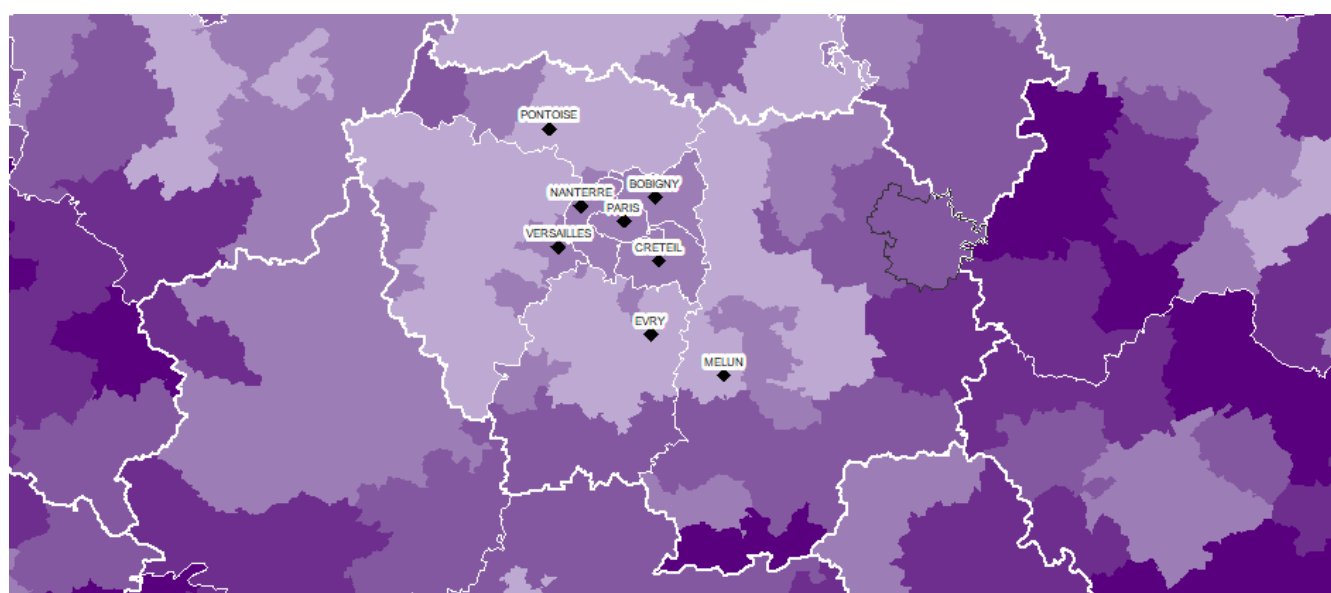 PONTOISE
BOBIGNY
NANTERRE
PARIS
VERSAILLES
CRETEIL
EVRY
MELUN